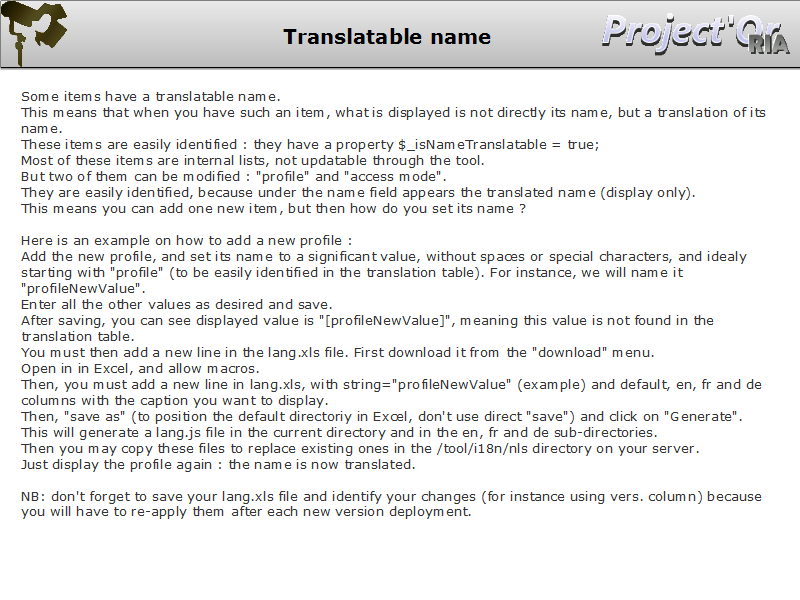 Translatable name
Project'Or
RIA
Some items have a translatable name.
This means that when you have such an item, what is displayed is not directly its name, but a translation of its
name.
These items are easily identified : they have a property $_isNameTranslatable = true;
Most of these items are internal lists, not updatable through the tool.
But two of them can be modified : "profile" and "access mode".
They are easily identified, because under the name field appears the translated name (display only).
This means you can add one new item, but then how do you set its name ?
Here is an example on how to add a new profile :
Add the new profile, and set its name to a significant value, without spaces or special characters, and idealy
starting with "profile" (to be easily identified in the translation table). For instance, we will name it
"profileNewValue".
Enter all the other values as desired and save.
After saving, you can see displayed value is "[profileNewValue]", meaning this value is not found in the
translation table.
You must then add a new line in the lang.xls file. First download it from the "download" menu.
Open in in Excel, and allow macros.
Then, you must add a new line in lang.xls, with string="profileNewValue" (example) and default, en, fr and de
columns with the caption you want to display.
Then, "save as" (to position the default directoriy in Excel, don't use direct "save") and click on "Generate".
This will generate a lang.js file in the current directory and in the en, fr and de sub-directories.
Then you may copy these files to replace existing ones in the /tool/i18n/nls directory on your server.
Just display the profile again : the name is now translated.
NB: don't forget to save your lang.xls file and identify your changes (for instance using vers. column) because
you will have to re-apply them after each new version deployment.